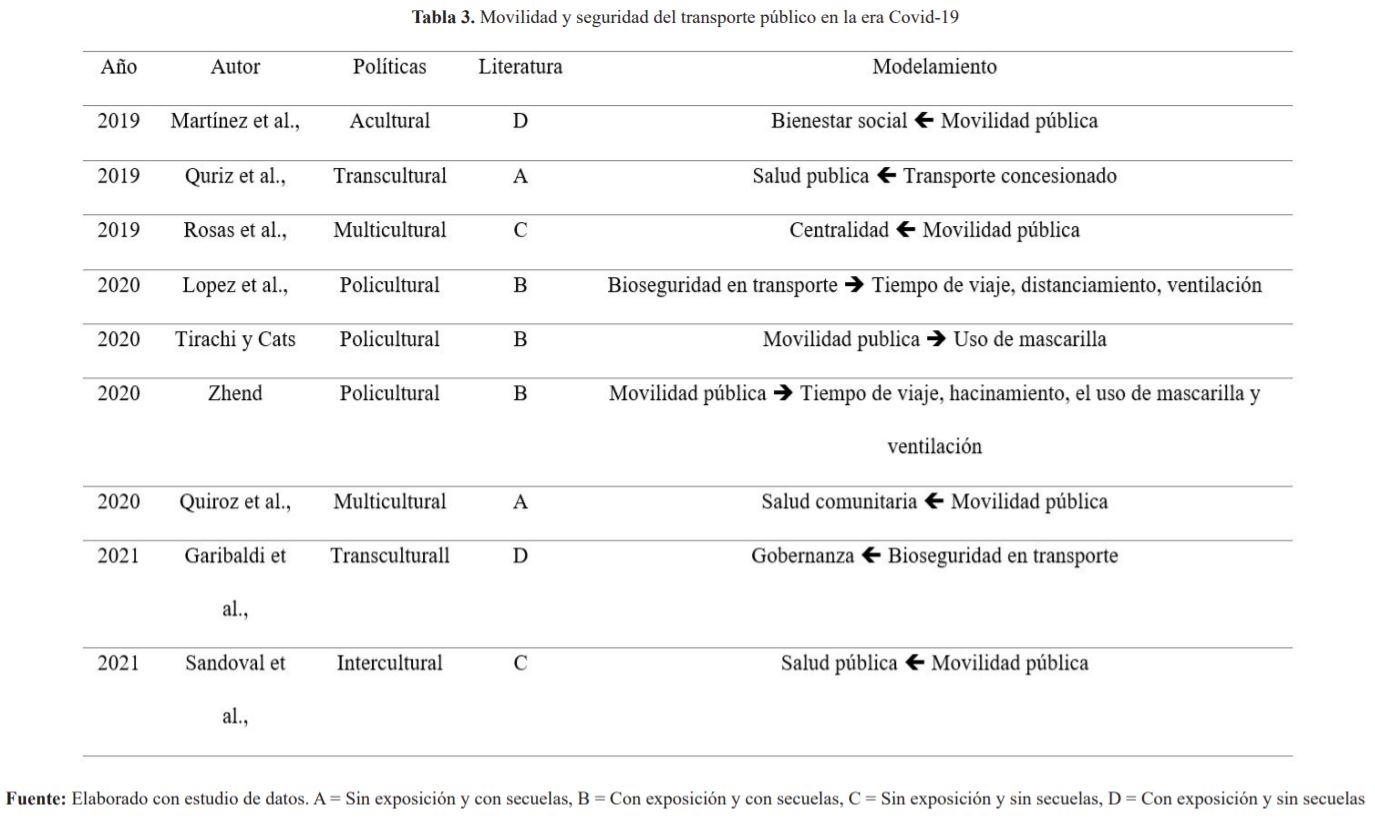 Tabla 3. Movilidad y seguridad del transporte público en la era Covid-19
Año Autor Políticas Literatura Modelamiento
2019 Martínez et al., Acultural D Bienestar social ← Movilidad pública
2019 Quriz et al., Transcultural A Salud publica ← Transporte concesionado
2019 Rosas et al., Multicultural C Centralidad ← Movilidad pública
2020 Lopez et al., Policultural B Bioseguridad en transporte → Tiempo de viaje, distanciamiento, ventilación
2020 Tirachi y Cats Policultural B Movilidad publica → Uso de mascarilla
2020 Zhend Policultural B Movilidad pública → Tiempo de viaje, hacinamiento, el uso de mascarilla y
ventilación
2020 Quiroz et al., Multicultural A Salud comunitaria ← Movilidad pública
2021 Garibaldi et Transculturall D Gobernanza ← Bioseguridad en transporte
al.,
2021 Sandoval et Intercultural C Salud pública ← Movilidad pública
al.,
Fuente: Elaborado con estudio de datos. A = Sin exposición y con secuelas, B = Con exposición y con secuelas, C = Sin exposición y sin secuelas, D = Con exposición y sin secuelas